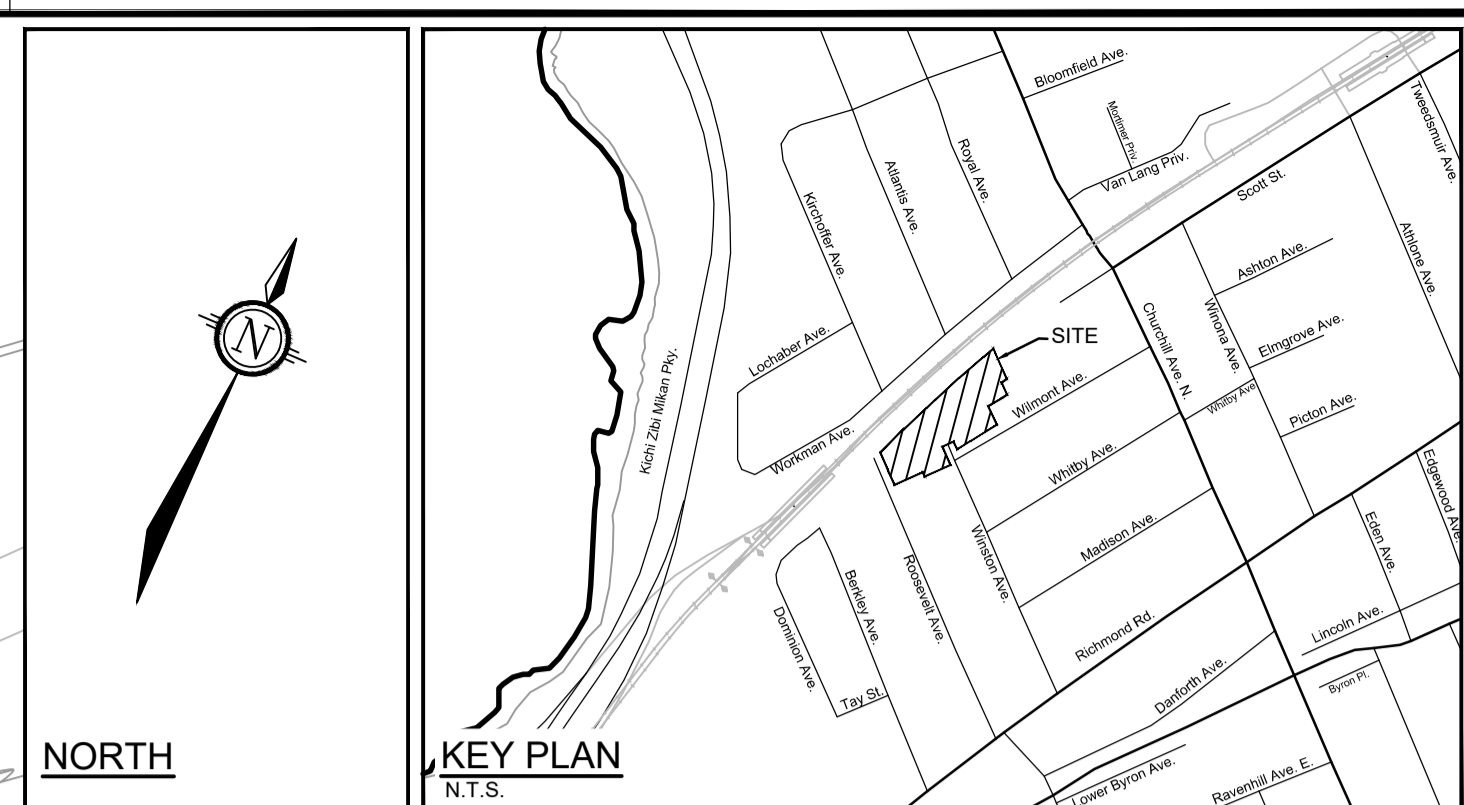 N
NORTH
KEY PLAN
N.T.S.
Bloomfield Ave.
Mortimer Priv.
Van Lang Priv.
Tweedsmuir Ave.
Royal Ave.
Atlantis Ave.
Kirchoffer Ave.
Scott St.
Athlone Ave.
Ashton Ave.
Winona Ave.
Elmgrove Ave.
Churchill Ave. N.
SITE
Lochaber Ave.
Wilmont Ave.
Whitby Ave
Picton Ave.
Kichi Zibi Mikan Pky.
Workman Ave.
Whitby Ave.
Edgewood Ave.
Madison Ave.
Eden Ave.
Winston Ave.
Roosevelt Ave.
Berkley Ave.
Dominion Ave.
Richmond Rd.
Lincoln Ave.
Tay St.
Danforth Ave.
Byron Pl.
Lower Byron Ave.
Ravenhill Ave. E.